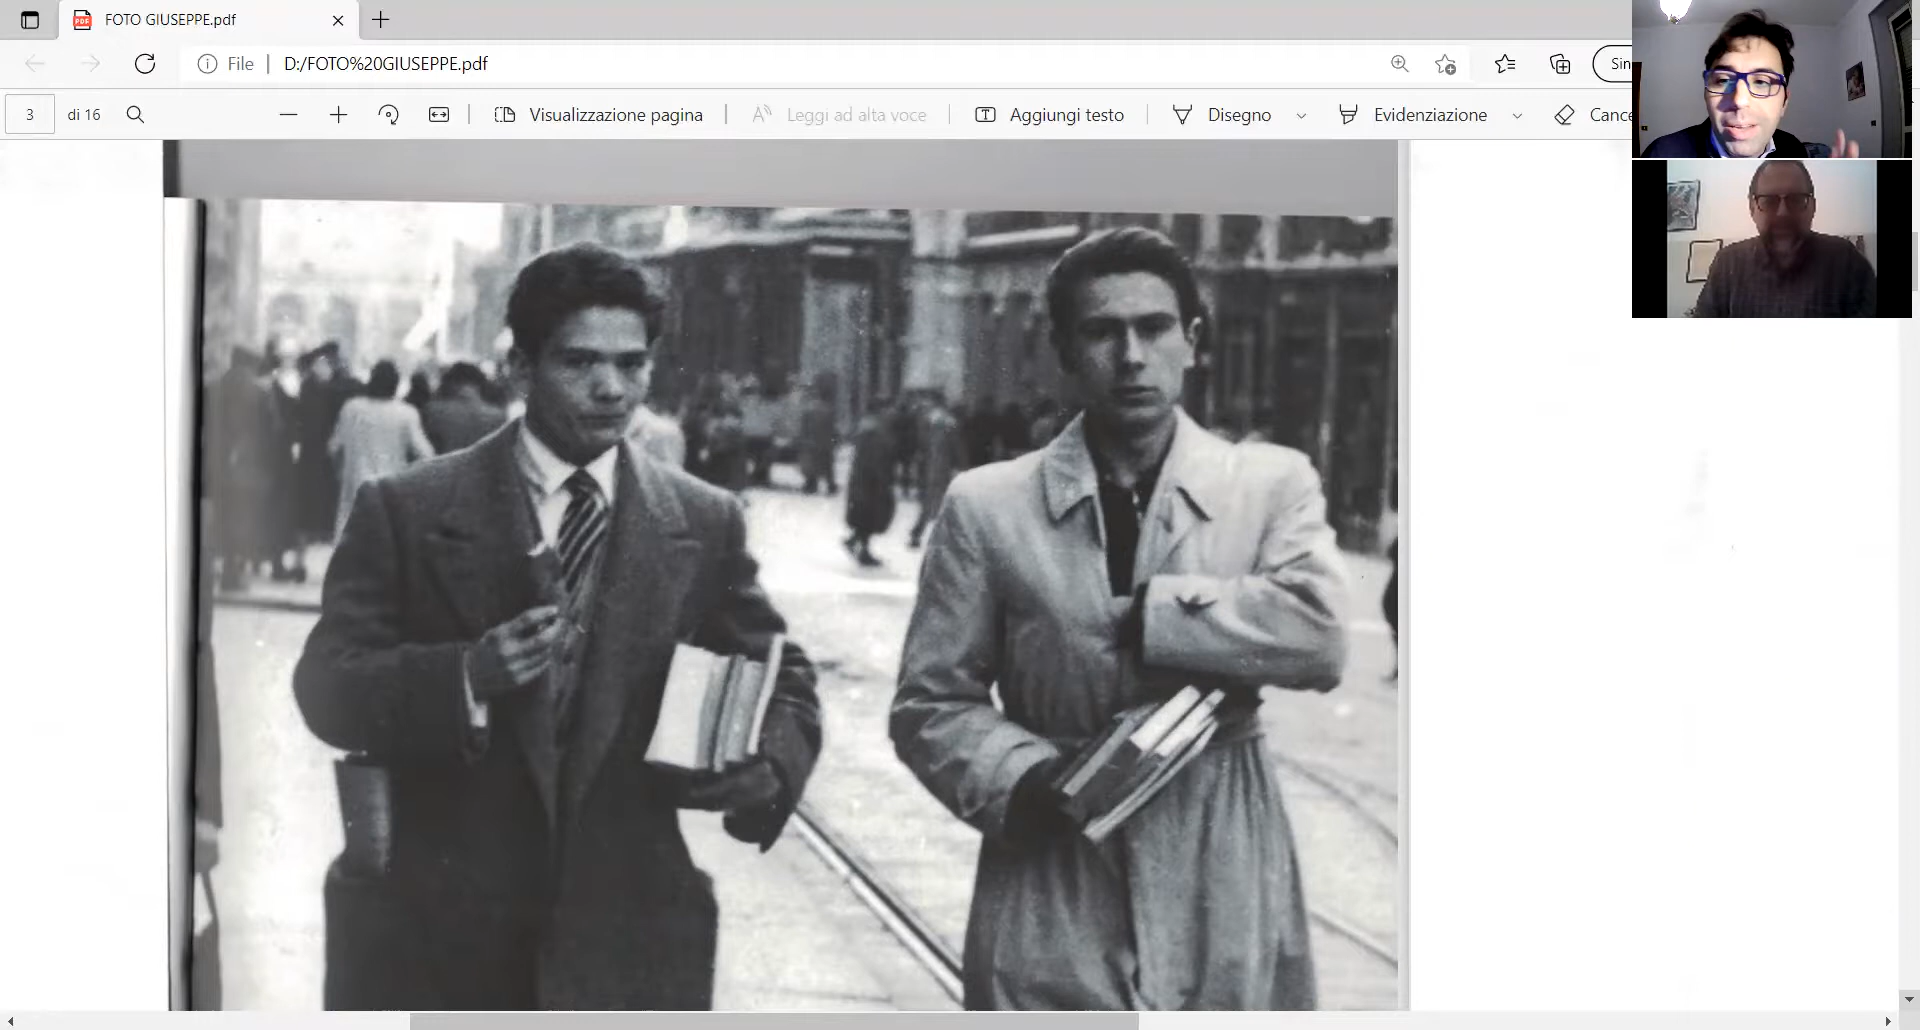 FOTO GIUSEPPE.pdf
File D:/FOTO%20GIUSEPPE.pdf
Sin
3 di 16 Visualizzazione pagina Leggi ad alta voce Aggiungi testo Disegno Evidenziazione Cance